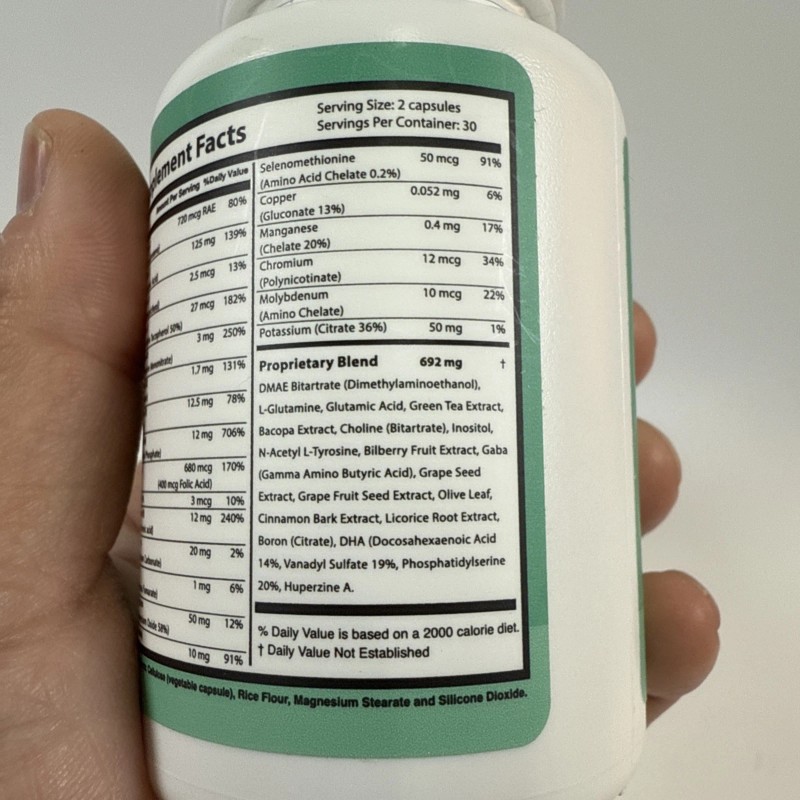 Facts
Serving Size: 2 capsules
Servings Per Container: 30
Per Serving %Daily Value
720 mcg RAE 80%
125 mg 139%
2.5 mcg 13%
27 mcg 182%
3 mg 250%
1.7 mg 131%
12.5 mg 78%
12 mg 706%
680 mcg 170%
(400 mcg Folic Acid)
3 mcg 10%
12 mg 240%
20 mg 2%
1 mg 6%
50 mg 12%
10 mg 91%
Selenomethionine 50 mcg 91%
(Amino Acid Chelate 0.2%)
Copper 0.052 mg 6%
(Gluconate 13%)
Manganese 0.4 mg 17%
(Chelate 20%)
Chromium 12 mcg 34%
(Polynicotinate)
Molybdenum 10 mcg 22%
(Amino Chelate)
Potassium (Citrate 36%) 50 mg 1%
Proprietary Blend 692 mg †
DMAE Bitartrate (Dimethylaminoethanol),
L-Glutamine, Glutamic Acid, Green Tea Extract,
Bacopa Extract, Choline (Bitartrate), Inositol,
N-Acetyl L-Tyrosine, Bilberry Fruit Extract, Gaba
(Gamma Amino Butyric Acid), Grape Seed
Extract, Grape Fruit Seed Extract, Olive Leaf,
Cinnamon Bark Extract, Licorice Root Extract,
Boron (Citrate), DHA (Docosahexaenoic Acid
14%, Vanadyl Sulfate 19%, Phosphatidylserine
20%, Huperzine A.
% Daily Value is based on a 2000 calorie diet.
† Daily Value Not Established
(vegetable capsule), Rice Flour, Magnesium Stearate and Silicone Dioxide.